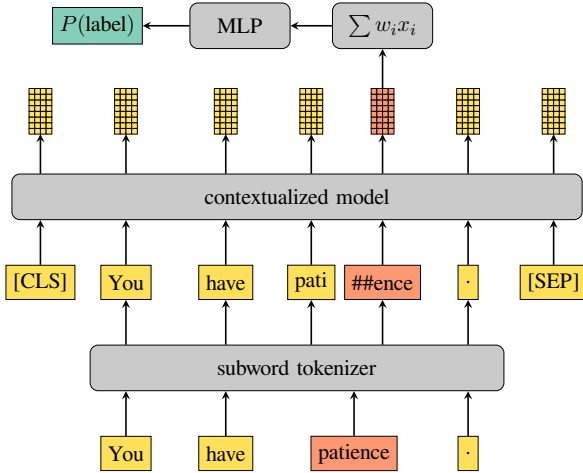 P(label) MLP ∑ w_i x_i
contextualized model
[CLS] You have pati ##ence . [SEP]
subword tokenizer
You have patience .